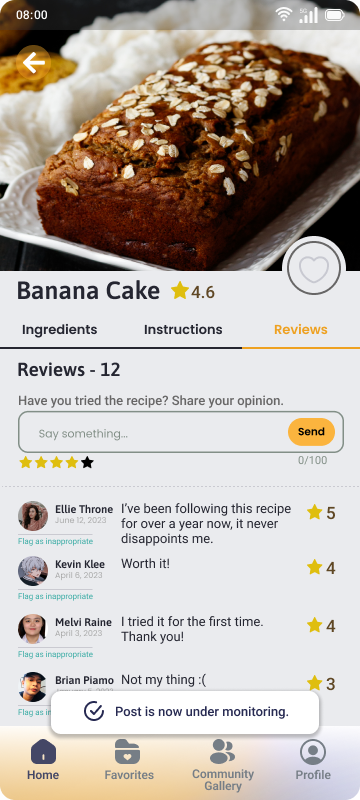 08:00
5G
Banana Cake
4.6
Ingredients Instructions Reviews
Reviews - 12
Have you tried the recipe? Share your opinion.
Say something...
Send
0/100
Ellie Throne
June 12, 2023
Flag as inappropriate
I've been following this recipe
for over a year now, it never
disappoints me.
5
Kevin Klee
April 6, 2023
Flag as inappropriate
Worth it!
4
Melvi Raine
April 3, 2023
Flag as inappropriate
I tried it for the first time.
Thank you!
4
Brian Piamo
Flag as
Not my thing :(
3
Post is now under monitoring.
Home Favorites Community Profile
Gallery